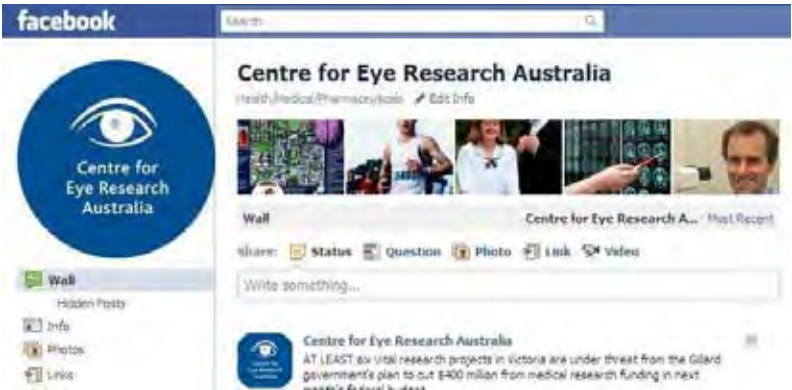 facebook
Search
Centre for Eye Research Australia
Health/Medical/Pharmaceuticals Edit Info
Centre for
Eye Research
Australia
Wall
Centre for Eye Research A... · Most Recent
Share: Status Question Photo Link Video
Write something...
Wall
Hidden Posts
Info
Photos
Links
Centre for Eye Research Australia
AT LEAST six vital research projects in Victoria are under threat from the Gillard
government's plan to cut $400 million from medical research funding in next
month's federal budget